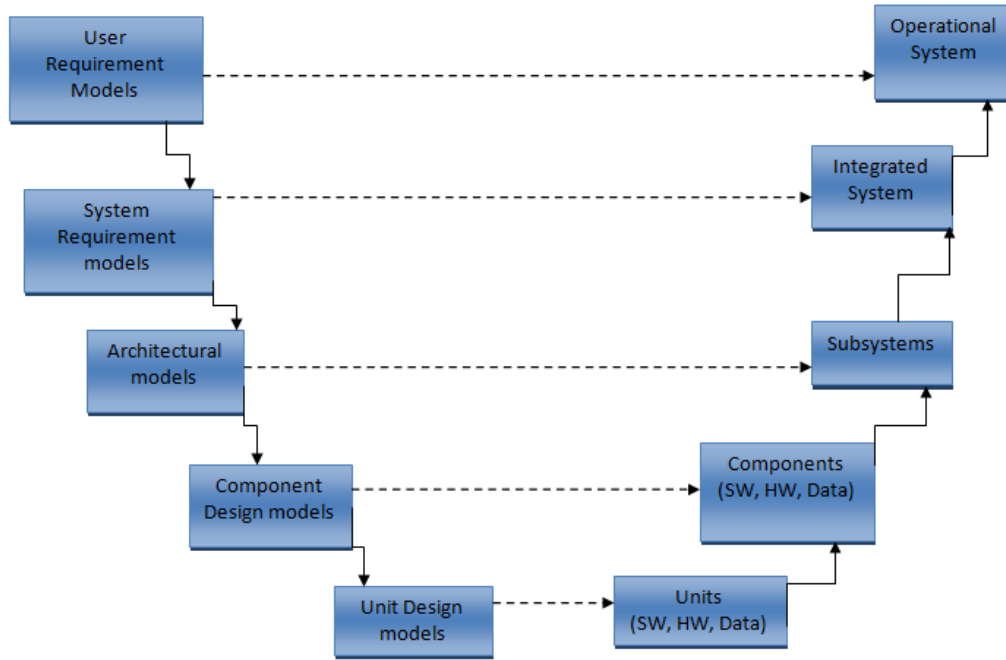 User
Requirement
Models
Operational
System
Integrated
System
System
Requirement
models
Architectural
models
Subsystems
Component
Design models
Components
(SW, HW, Data)
Unit Design
models
Units
(SW, HW, Data)